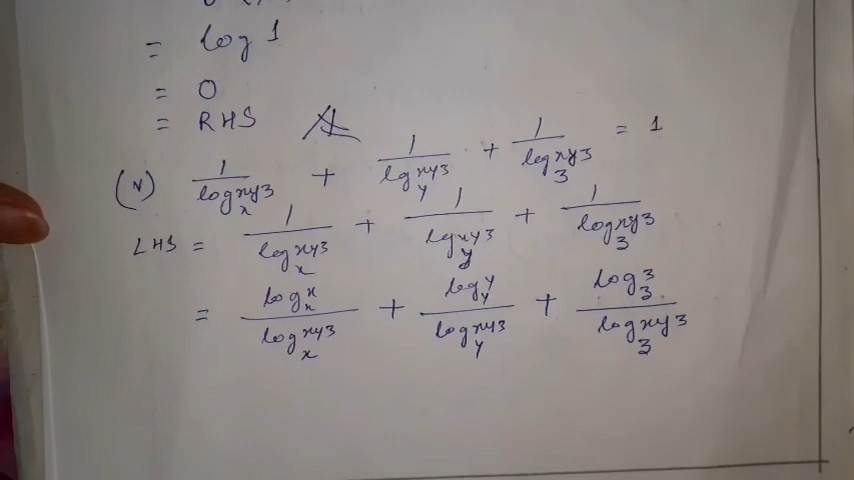 = log 1
= 0
= RHS
(v) 1/log_x xyz + 1/log_y xyz + 1/log_z xyz = 1
LHS = 1/log_x xyz + 1/log_y xyz + 1/log_z xyz
= log_x x/log_x xyz + log_y y/log_y xyz + log_z z/log_z xyz